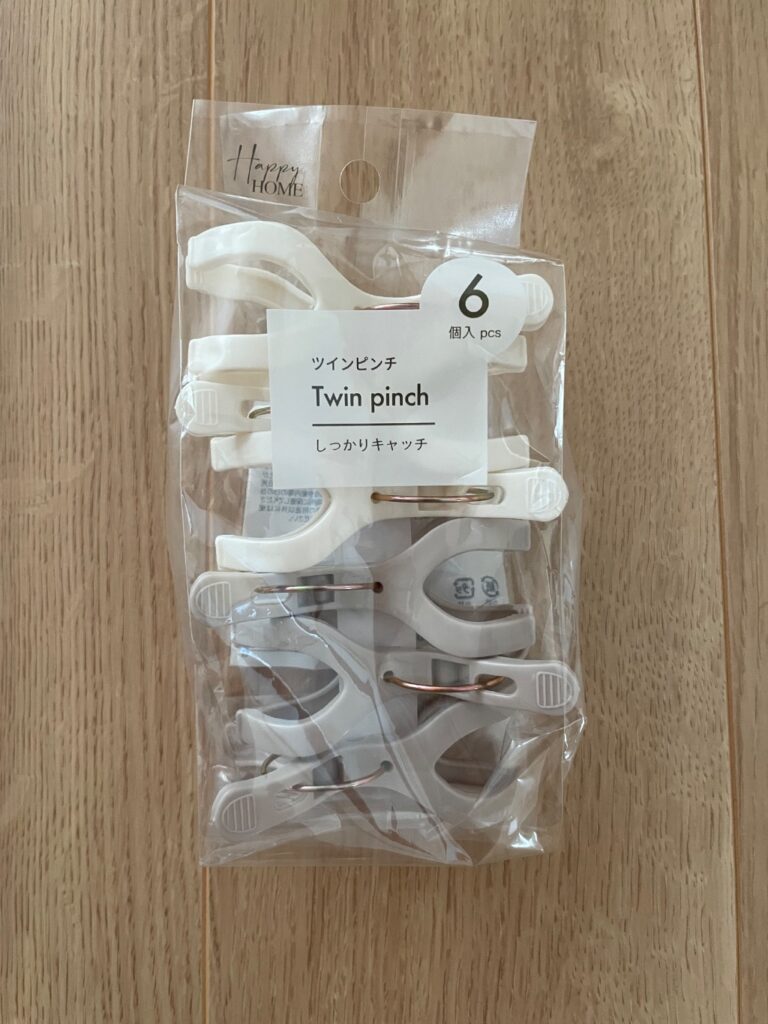 Happy
HOME
6
個入 pcs
ツインピンチ
Twin pinch
しっかりキャッチ